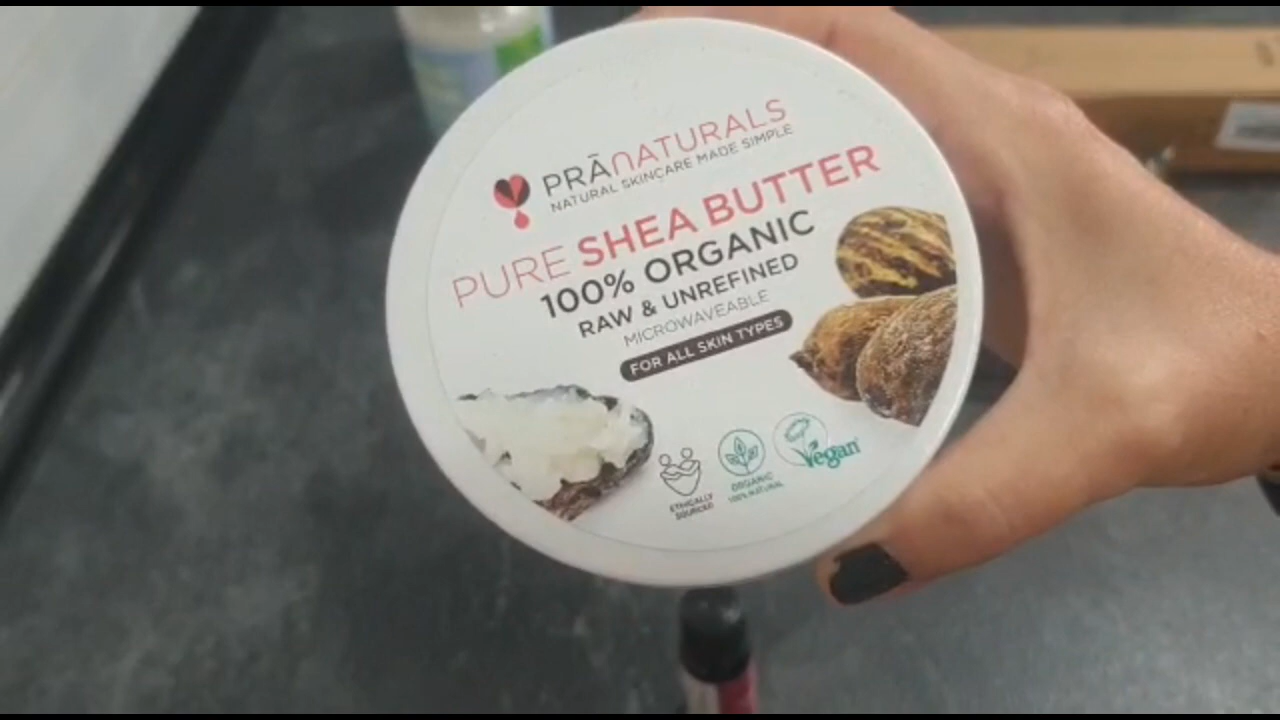 PRĀNATURALS
NATURAL SKINCARE MADE SIMPLE
PURE SHEA BUTTER
100% ORGANIC
RAW & UNREFINED
MICROWAVEABLE
FOR ALL SKIN TYPES
ETHICALLY
SOURCED
ORGANIC
100% NATURAL
Vegan